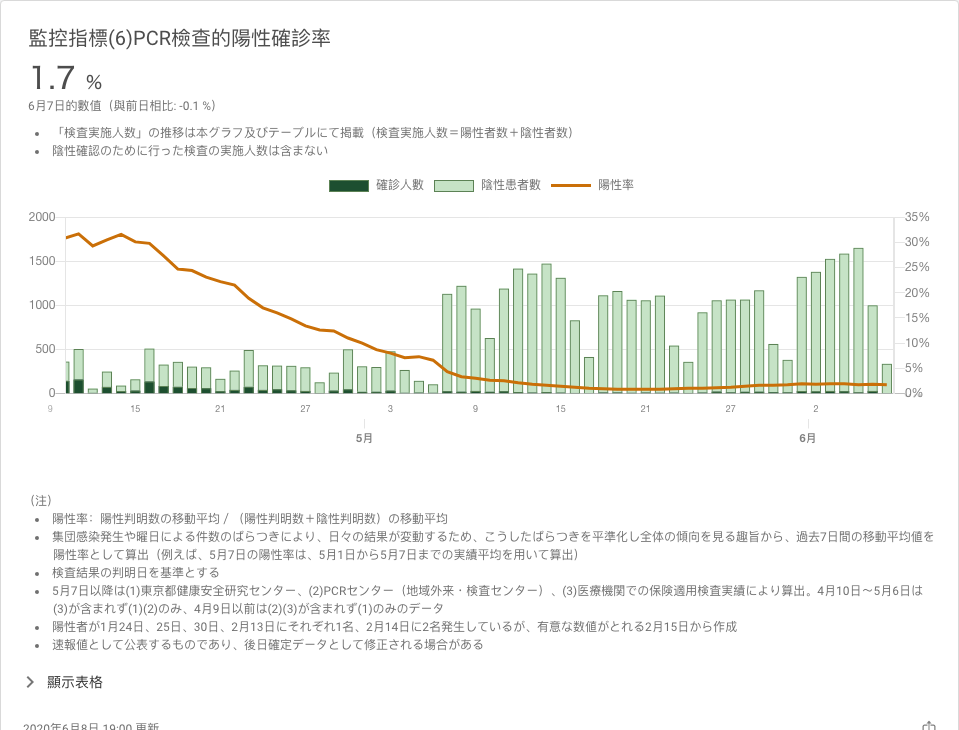 監控指標(6)PCR檢查的陽性確診率
1.7 %
6月7日的數值（與前日相比: -0.1 %）
• 「検査実施人数」の推移は本グラフ及びテーブルにて掲載（検査実施人数＝陽性者数＋陰性者数）
• 陰性確認のために行った検査の実施人数は含まない
確診人數 陰性患者數 陽性率
2000 35%
30%
1500
25%
20%
1000
15%
10%
500
5%
0 0%
9 15 21 27 3 9 15 21 27 2
5月 6月
（注）
• 陽性率：陽性判明数の移動平均 / （陽性判明数＋陰性判明数）の移動平均
• 集団感染発生や曜日による件数のばらつきにより、日々の結果が変動するため、こうしたばらつきを平準化し全体の傾向を見る趣旨から、過去7日間の移動平均値を
陽性率として算出（例えば、5月7日の陽性率は、5月1日から5月7日までの実績平均を用いて算出）
• 検査結果の判明日を基準とする
• 5月7日以降は(1)東京都健康安全研究センター、(2)PCRセンター（地域外来・検査センター）、(3)医療機関での保険適用検査実績により算出。4月10日～5月6日は
(3)が含まれず(1)(2)のみ、4月9日以前は(2)(3)が含まれず(1)のみのデータ
• 陽性者が1月24日、25日、30日、2月13日にそれぞれ1名、2月14日に2名発生しているが、有意な数値がとれる2月15日から作成
• 速報値として公表するものであり、後日確定データとして修正される場合がある
顯示表格
2020年6月8日 19:00 更新